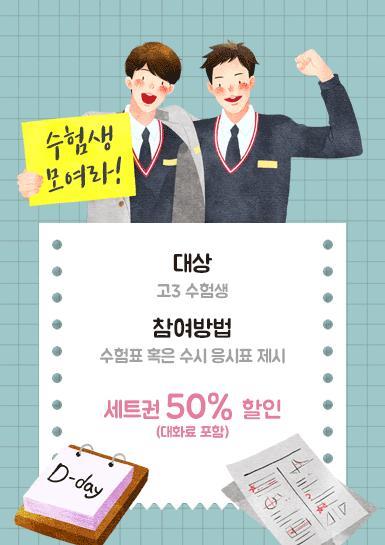 수험생
모여라!
대상
고3 수험생
참여방법
수험표 혹은 수시 응시표 제시
세트권 50% 할인
(대화료 포함)
D-day